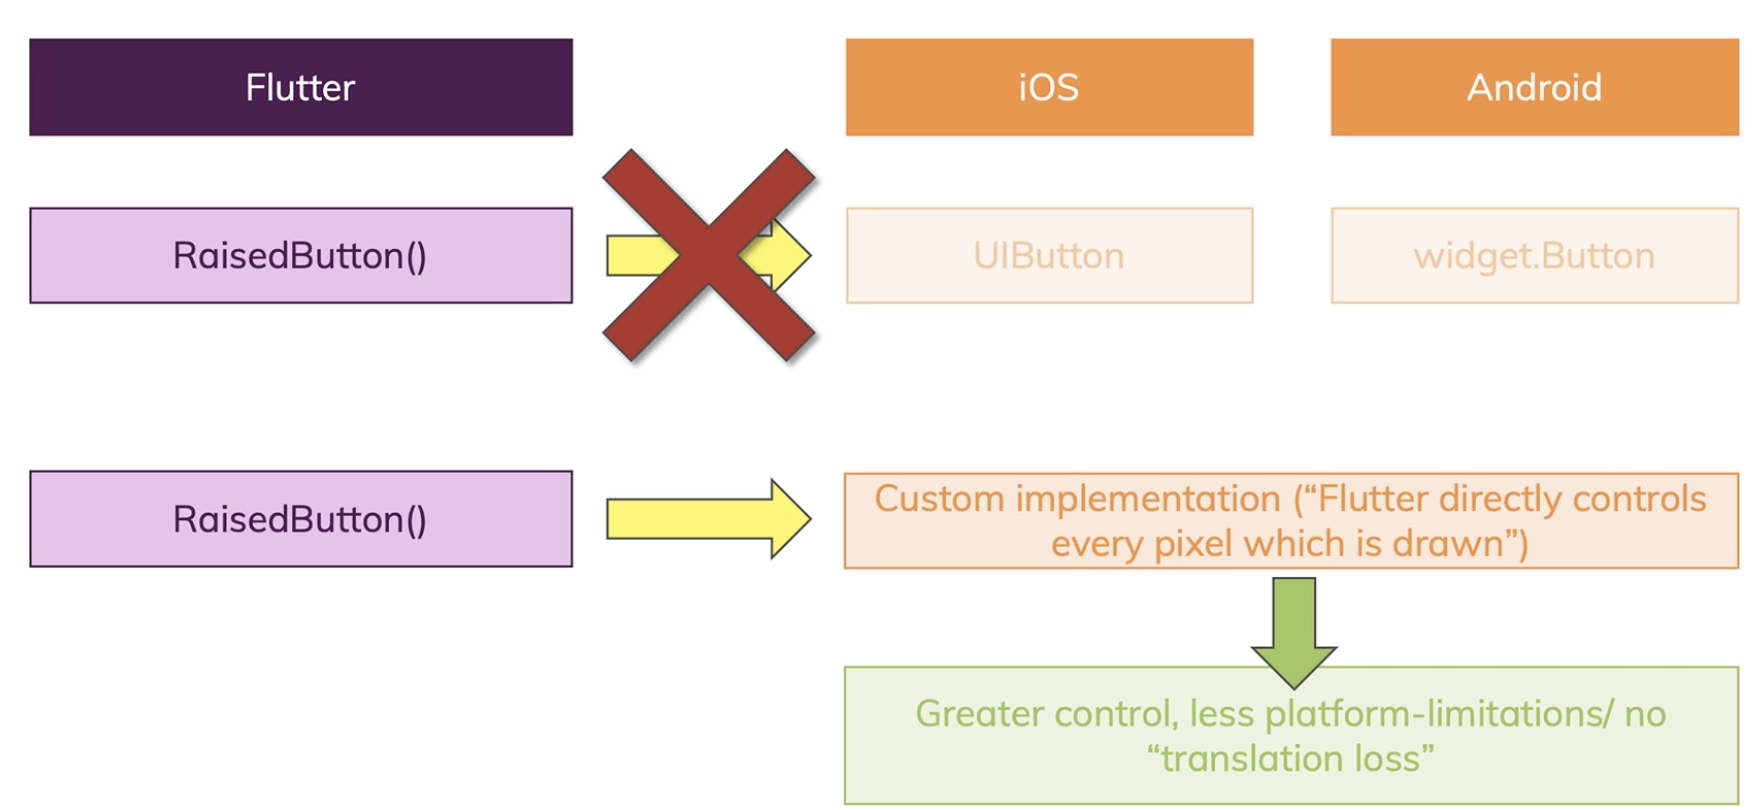 Flutter
iOS
Android
RaisedButton()
UIButton
widget.Button
RaisedButton()
Custom implementation (“Flutter directly controls
every pixel which is drawn”)
Greater control, less platform-limitations/ no
“translation loss”